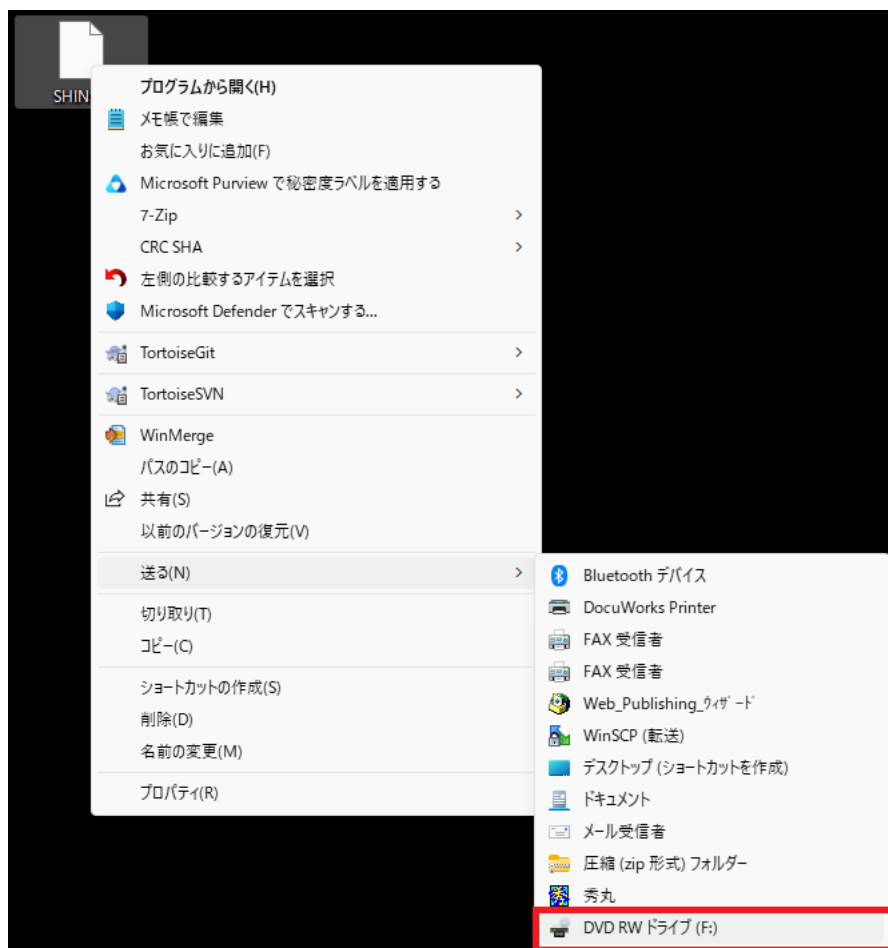 SHIN
プログラムから開く(H)
メモ帳で編集
お気に入りに追加(F)
Microsoft Purview で秘密度ラベルを適用する
7-Zip
CRC SHA
左側の比較するアイテムを選択
Microsoft Defender でスキャンする...
TortoiseGit
TortoiseSVN
WinMerge
パスのコピー(A)
共有(S)
以前のバージョンの復元(V)
送る(N)
切り取り(T)
コピー(C)
ショートカットの作成(S)
削除(D)
名前の変更(M)
プロパティ(R)
Bluetooth デバイス
DocuWorks Printer
FAX 受信者
FAX 受信者
Web_Publishing_ウィザード
WinSCP (転送)
デスクトップ (ショートカットを作成)
ドキュメント
メール受信者
圧縮 (zip 形式) フォルダー
秀丸
DVD RW ドライブ (F:)